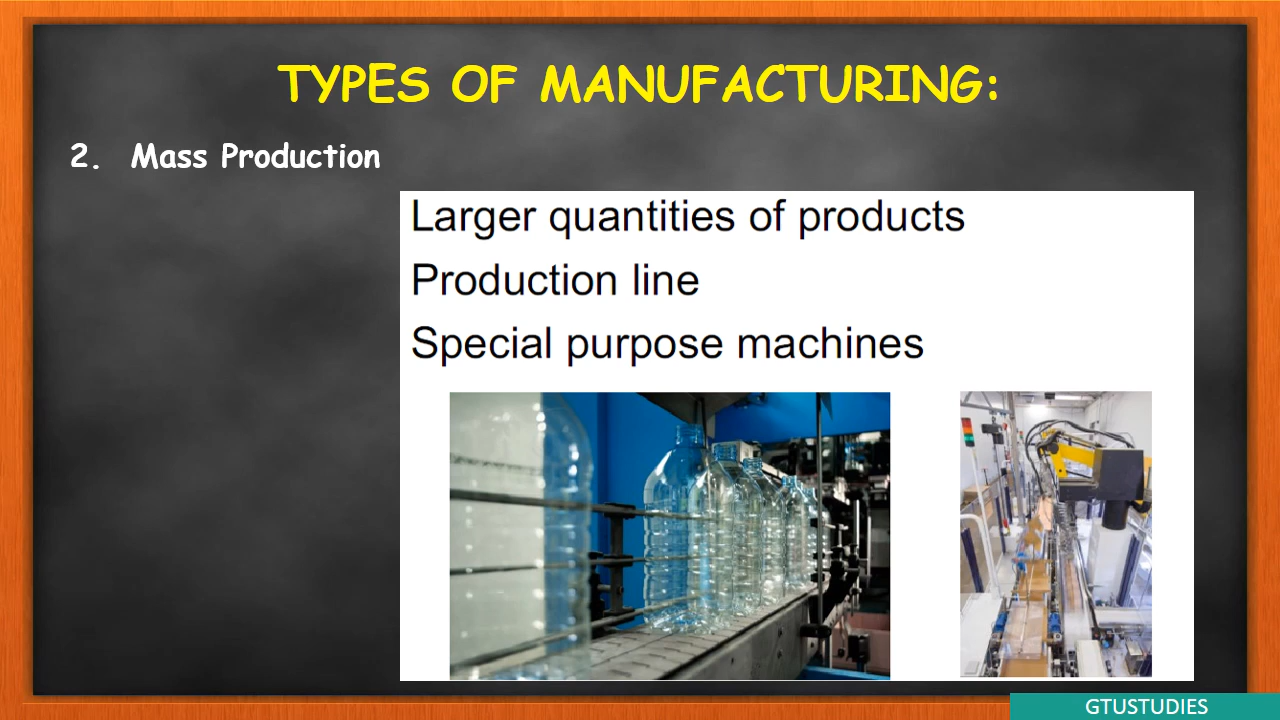 TYPES OF MANUFACTURING:
2. Mass Production
Larger quantities of products
Production line
Special purpose machines
GTUSTUDIES